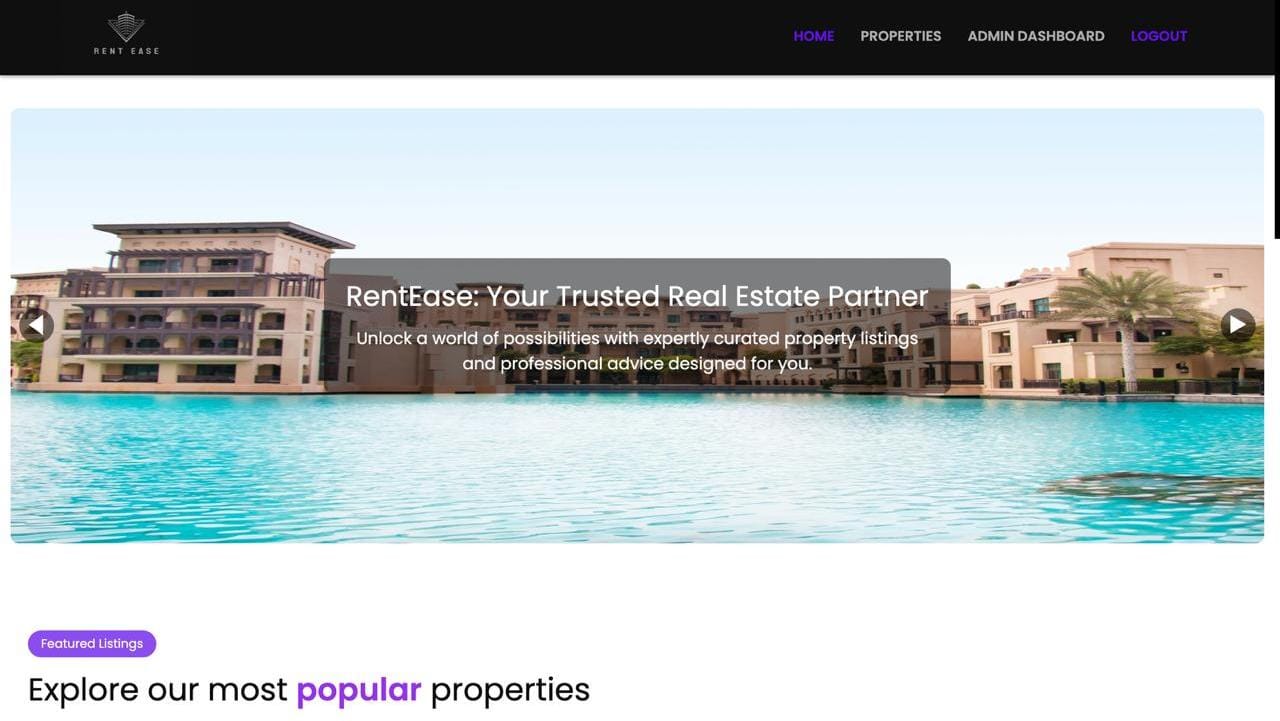 RENT EASE
HOME PROPERTIES ADMIN DASHBOARD LOGOUT
RentEase: Your Trusted Real Estate Partner
Unlock a world of possibilities with expertly curated property listings
and professional advice designed for you.
Featured Listings
Explore our most popular properties